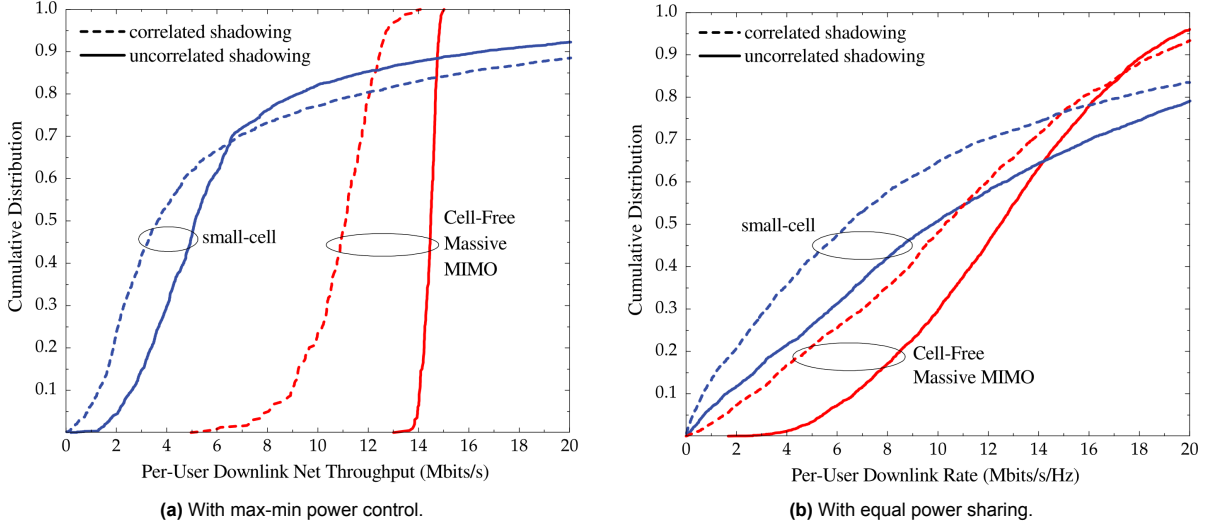 1.0
0.9
0.8
0.7
0.6
0.5
0.4
0.3
0.2
0.1
Cumulative Distribution
correlated shadowing
uncorrelated shadowing
small-cell
Cell-Free
Massive
MIMO
0 2 4 6 8 10 12 14 16 18 20
Per-User Downlink Net Throughput (Mbits/s)
(a) With max-min power control.
1.0
0.9
0.8
0.7
0.6
0.5
0.4
0.3
0.2
0.1
Cumulative Distribution
correlated shadowing
uncorrelated shadowing
small-cell
Cell-Free
Massive MIMO
0 2 4 6 8 10 12 14 16 18 20
Per-User Downlink Rate (Mbits/s/Hz)
(b) With equal power sharing.